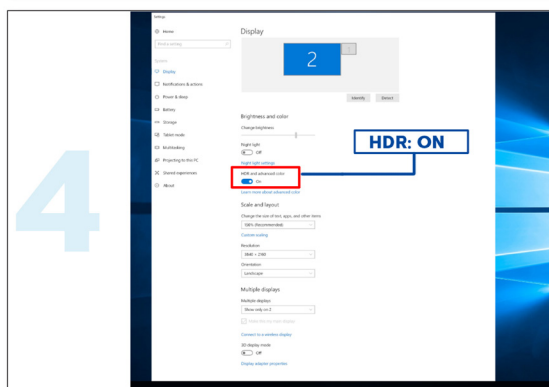 4
Settings
Home
Find a setting
System
Display
Notifications & actions
Power & sleep
Battery
Storage
Tablet mode
Multitasking
Projecting to this PC
Shared experiences
About
Display
2
Identify
Detect
Brightness and color
Change brightness
Night light
Off
Night light settings
HDR and advanced color
On
Learn more about advanced color
HDR: ON
Scale and layout
Change the size of text, apps, and other items
100% (Recommended)
Custom scaling
Resolution
3840 × 2160
Orientation
Landscape
Multiple displays
Multiple displays
Show only on 2
Connect to a wireless display
3D display mode
Off
Display adapter properties